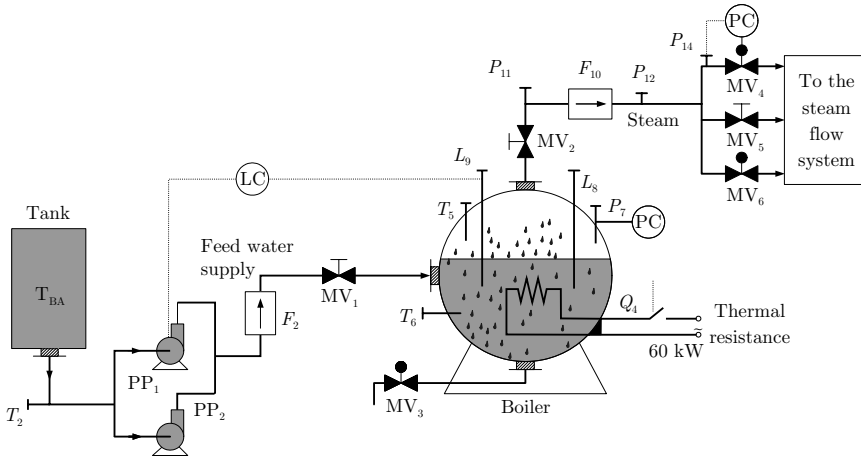 PC
P₁₄
P₁₁
F₁₀
P₁₂
MV₄
To the
steam
flow
system
Steam
MV₅
MV₂
L₉
LC
L₈
MV₆
Tank
T₅
P₇
PC
Feed water
supply
T_BA
MV₁
F₂
T₆
Q₄
Thermal
resistance
~
60 kW
PP₁
PP₂
MV₃
Boiler
T₂